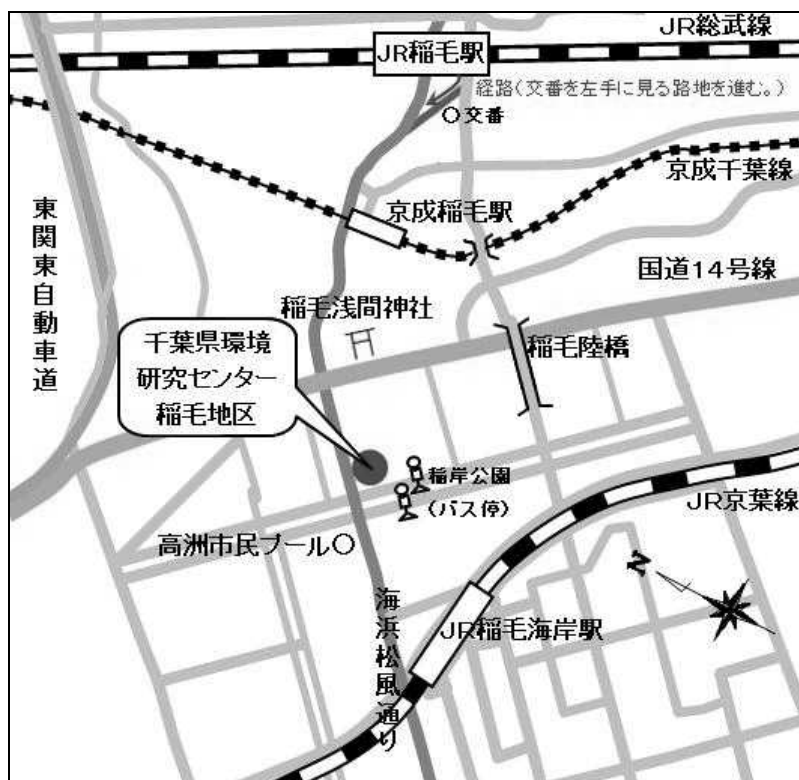 JR総武線
JR稲毛駅
経路(交番を左手に見る路地を進む。)
交番
京成千葉線
京成稲毛駅
東関東自動車道
国道14号線
稲毛浅間神社
千葉県環境
研究センター
稲毛地区
稲毛陸橋
稲岸公園
(バス停)
JR京葉線
高洲市民プール
N
海浜松風通り
JR稲毛海岸駅